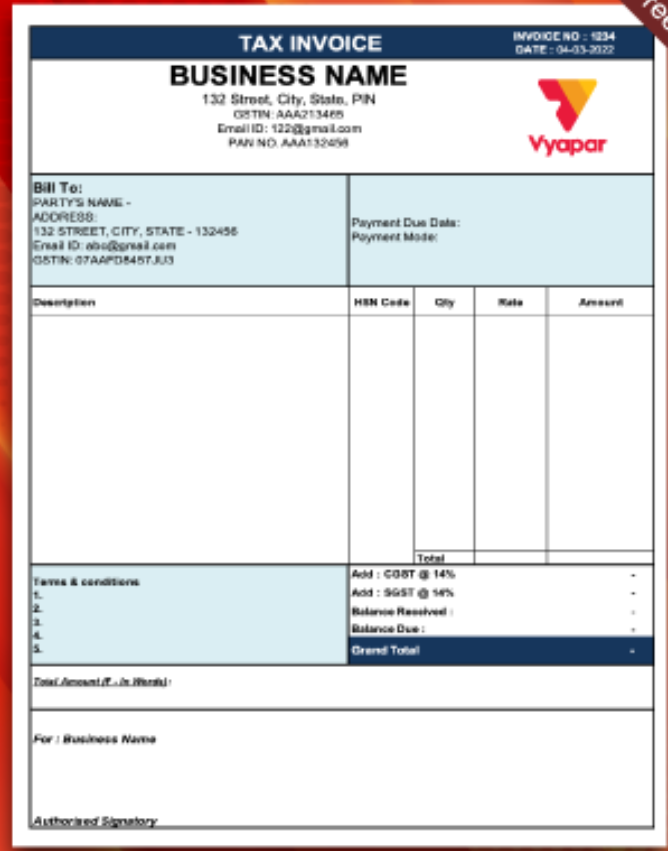 TAX INVOICE
INVOICE NO : 1234
DATE : 04-03-2022
BUSINESS NAME
132 Street, City, State, PIN
GSTIN: AAA213465
Email ID: 122@gmail.com
PAN NO. AAA132456
Vyapar
Bill To:
PARTY'S NAME -
ADDRESS:
132 STREET, CITY, STATE - 132456
Email ID: abc@gmail.com
GSTIN: 07AAFD8457JU3
Payment Due Date:
Payment Mode:
Description HSN Code Qty Rate Amount
Total
Terms & conditions
1.
2.
3.
4.
5.
Add : CGST @ 14% -
Add : SGST @ 14% -
Balance Received : -
Balance Due : -
Grand Total -
Total Amount (₹ - In Words) :
For : Business Name
Authorised Signatory